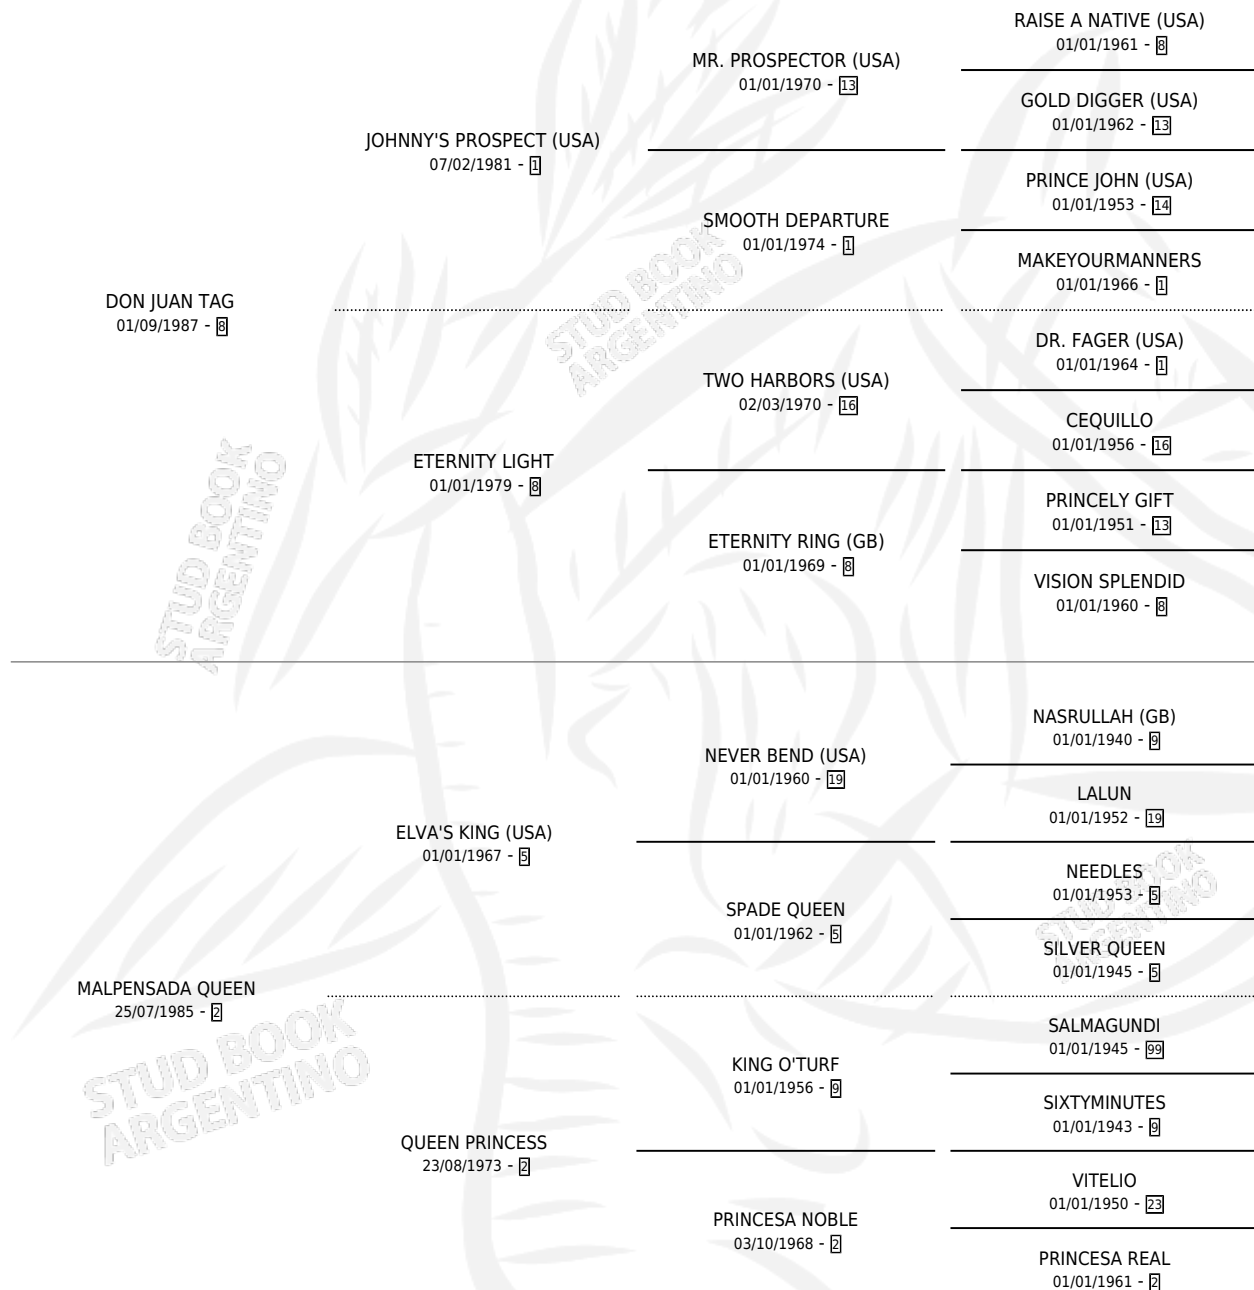 RAISE A NATIVE (USA)
01/01/1961 - 8
MR. PROSPECTOR (USA)
01/01/1970 - 13
GOLD DIGGER (USA)
01/01/1962 - 13
JOHNNY'S PROSPECT (USA)
07/02/1981 - 1
PRINCE JOHN (USA)
01/01/1953 - 14
SMOOTH DEPARTURE
01/01/1974 - 1
MAKEYOURMANNERS
01/01/1966 - 1
DON JUAN TAG
01/09/1987 - 8
DR. FAGER (USA)
01/01/1964 - 1
TWO HARBORS (USA)
02/03/1970 - 16
CEQUILLO
01/01/1956 - 16
ETERNITY LIGHT
01/01/1979 - 8
PRINCELY GIFT
01/01/1951 - 13
ETERNITY RING (GB)
01/01/1969 - 8
VISION SPLENDID
01/01/1960 - 8
STUD BOOK
ARGENTINO
STUD BOOK
ARGENTINO
NASRULLAH (GB)
01/01/1940 - 9
NEVER BEND (USA)
01/01/1960 - 19
LALUN
01/01/1952 - 19
ELVA'S KING (USA)
01/01/1967 - 5
NEEDLES
01/01/1953 - 5
SPADE QUEEN
01/01/1962 - 5
SILVER QUEEN
01/01/1945 - 5
MALPENSADA QUEEN
25/07/1985 - 2
SALMAGUNDI
01/01/1945 - 99
KING O'TURF
01/01/1956 - 9
SIXTYMINUTES
01/01/1943 - 9
QUEEN PRINCESS
23/08/1973 - 2
VITELIO
01/01/1950 - 23
PRINCESA NOBLE
03/10/1968 - 2
PRINCESA REAL
01/01/1961 - 2
STUD BOOK
ARGENTINO
STUD BOOK
ARGENTINO